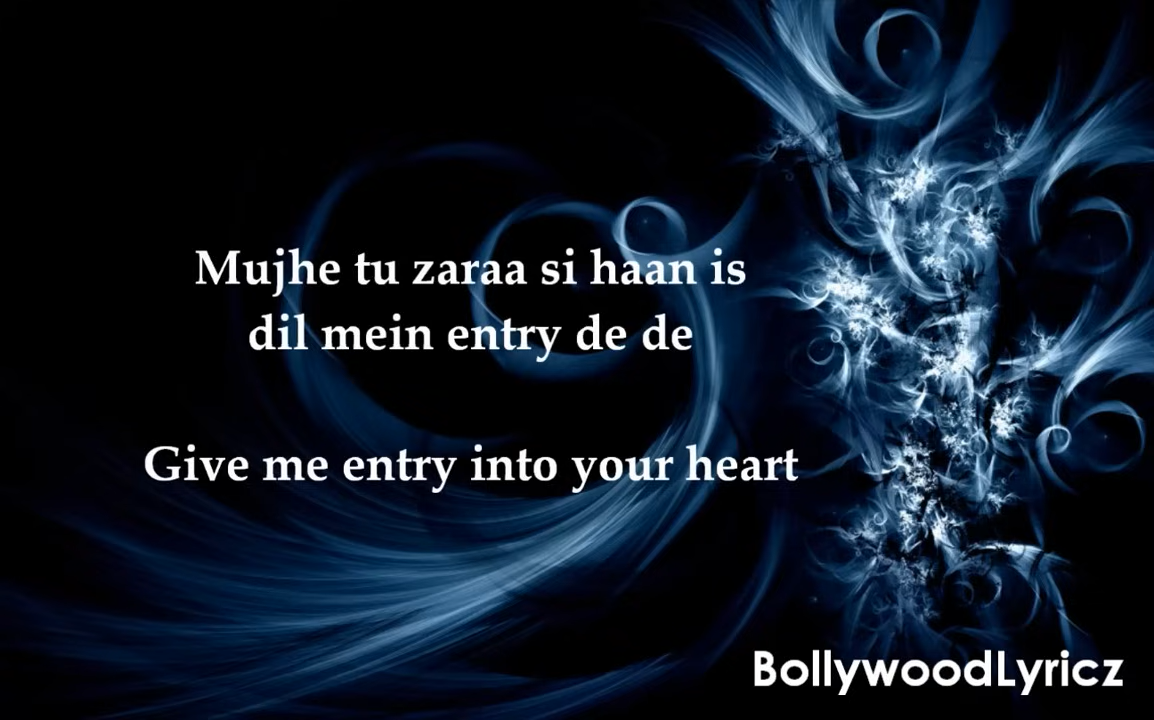 Mujhe tu zaraa si haan is
dil mein entry de de
Give me entry into your heart
BollywoodLyricz